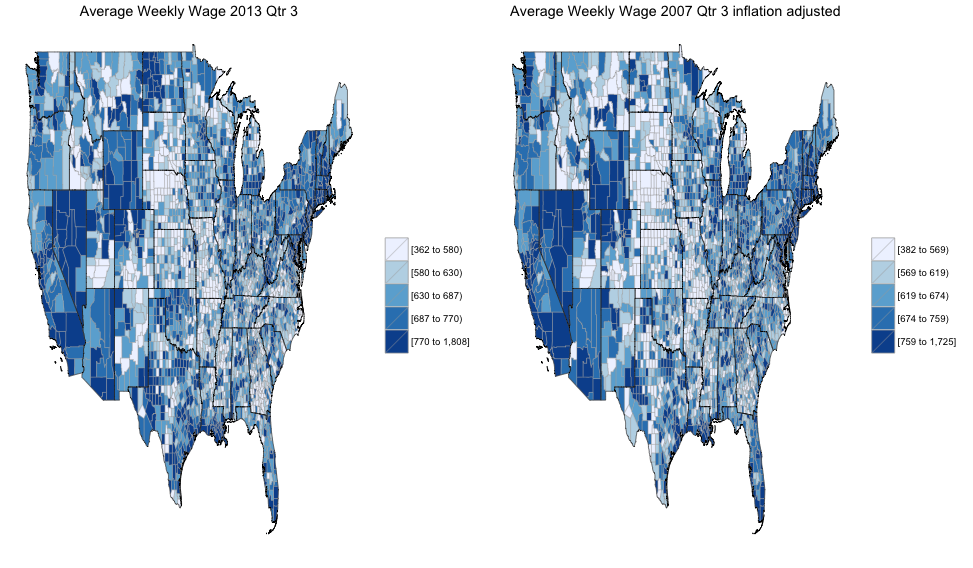 Average Weekly Wage 2013 Qtr 3
[362 to 580)
[580 to 630)
[630 to 687)
[687 to 770)
[770 to 1,808]
Average Weekly Wage 2007 Qtr 3 inflation adjusted
[382 to 569)
[569 to 619)
[619 to 674)
[674 to 759)
[759 to 1,725]